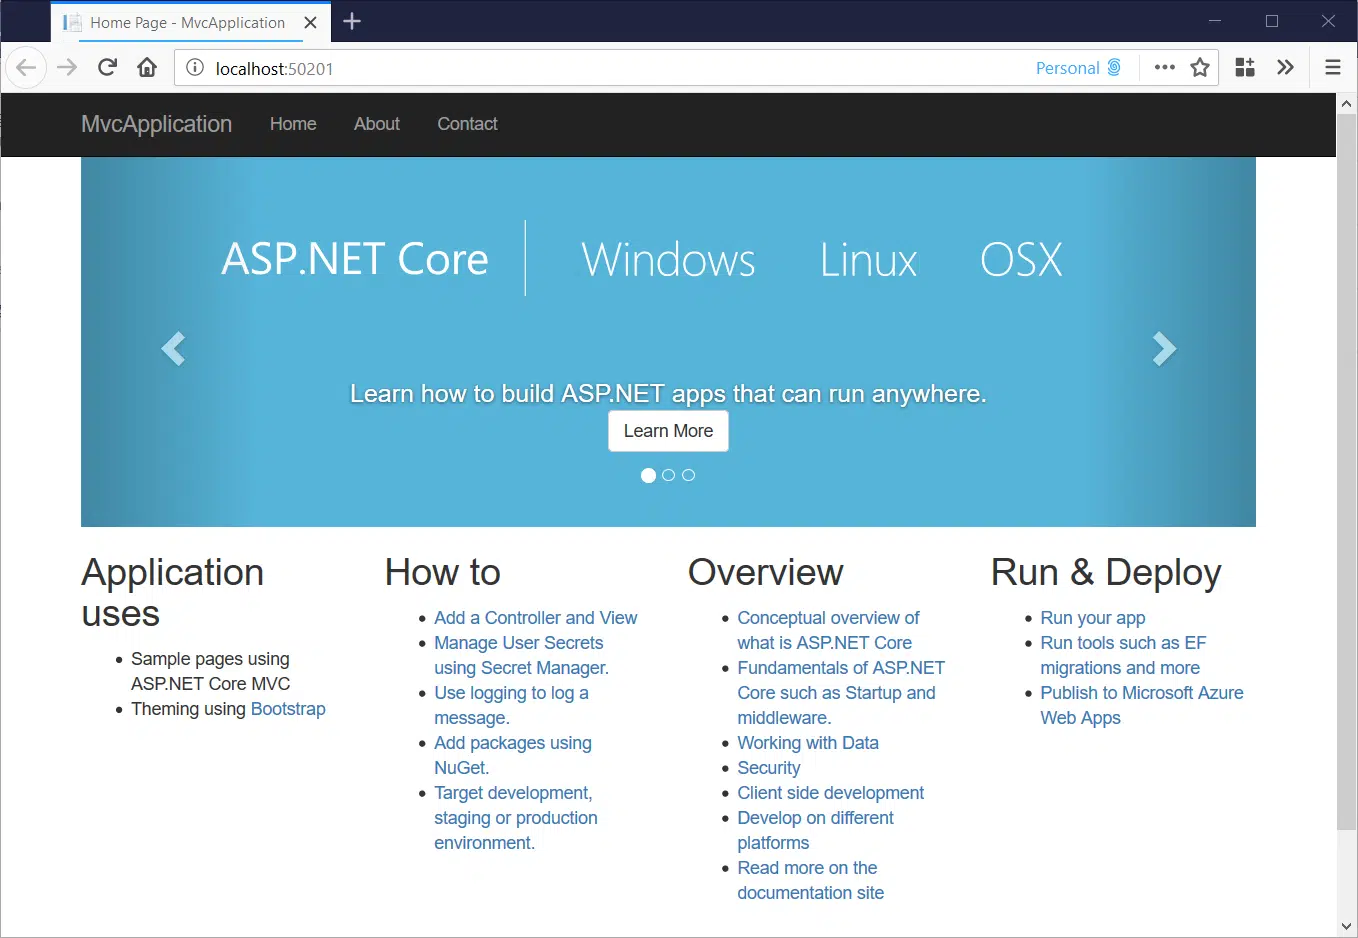 Home Page - MvcApplication
localhost:50201
Personal
MvcApplication
Home
About
Contact
ASP.NET Core
Windows
Linux
OSX
Learn how to build ASP.NET apps that can run anywhere.
Learn More
Application
uses
Sample pages using
ASP.NET Core MVC
Theming using Bootstrap
How to
Add a Controller and View
Manage User Secrets
using Secret Manager.
Use logging to log a
message.
Add packages using
NuGet.
Target development,
staging or production
environment.
Overview
Conceptual overview of
what is ASP.NET Core
Fundamentals of ASP.NET
Core such as Startup and
middleware.
Working with Data
Security
Client side development
Develop on different
platforms
Read more on the
documentation site
Run & Deploy
Run your app
Run tools such as EF
migrations and more
Publish to Microsoft Azure
Web Apps